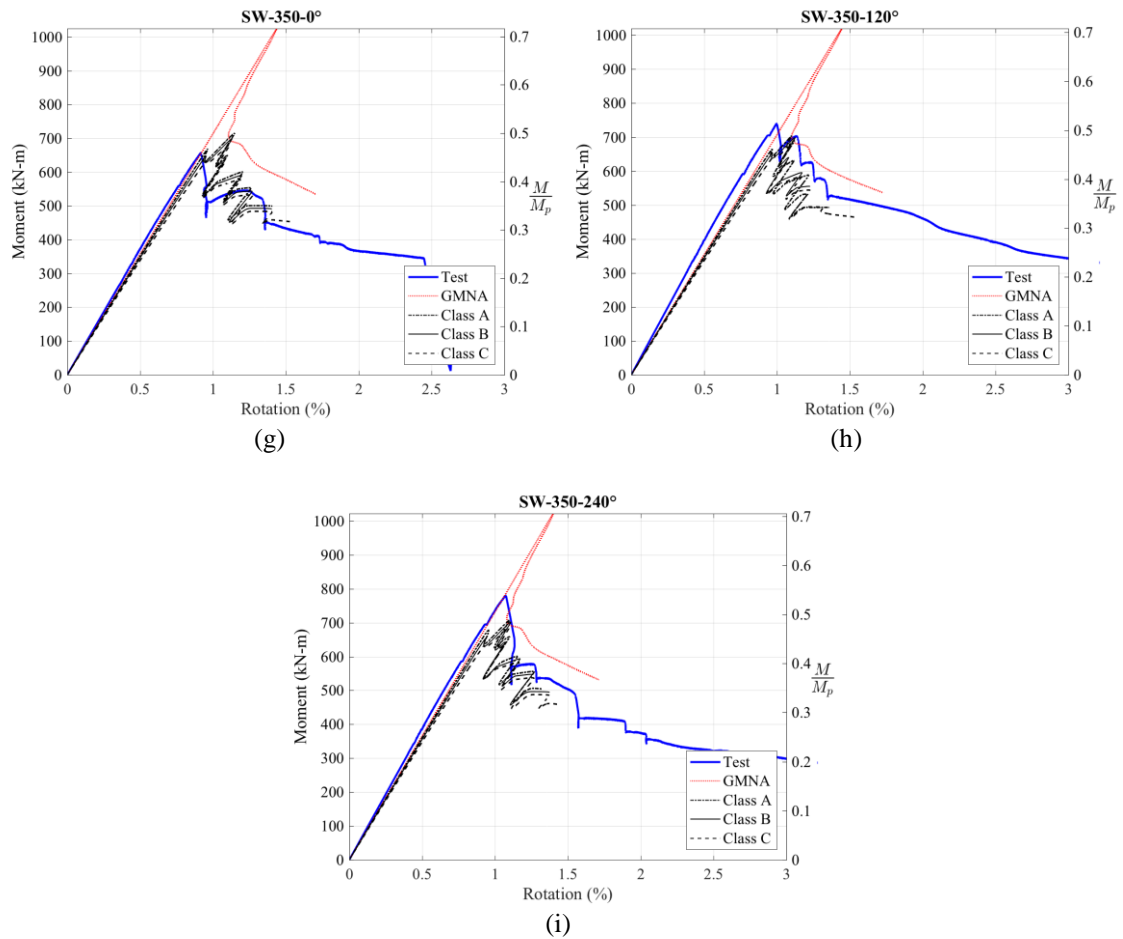 SW-350-0°
1000
900
800
700
600
500
400
300
200
100
0
Moment (kN-m)
0 0.5 1 1.5 2 2.5 3
Rotation (%)
0.7
0.6
0.5
0.4
0.3
0.2
0.1
0
M
M_p
Test
GMNA
Class A
Class B
Class C
(g)
SW-350-120°
1000
900
800
700
600
500
400
300
200
100
0
Moment (kN-m)
0 0.5 1 1.5 2 2.5 3
Rotation (%)
0.7
0.6
0.5
0.4
0.3
0.2
0.1
0
M
M_p
Test
GMNA
Class A
Class B
Class C
(h)
SW-350-240°
1000
900
800
700
600
500
400
300
200
100
0
Moment (kN-m)
0 0.5 1 1.5 2 2.5 3
Rotation (%)
0.7
0.6
0.5
0.4
0.3
0.2
0.1
0
M
M_p
Test
GMNA
Class A
Class B
Class C
(i)